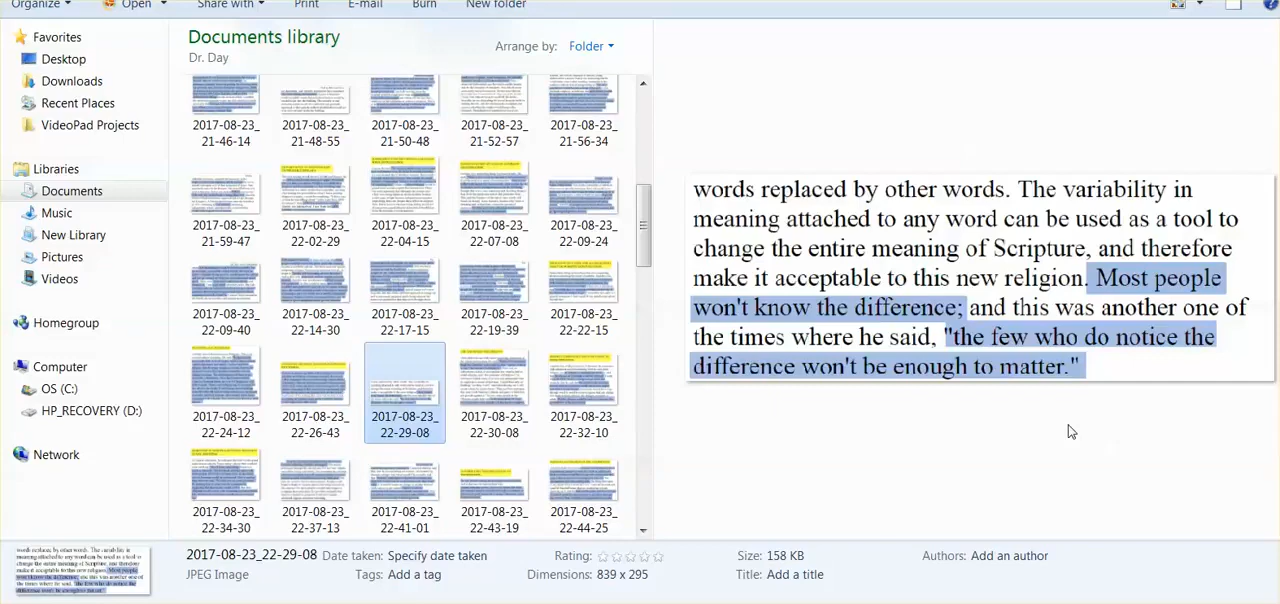 Organize Open Share with Print E-mail Burn New folder
Favorites
Desktop
Downloads
Recent Places
VideoPad Projects
Libraries
Documents
Music
New Library
Pictures
Videos
Homegroup
Computer
OS (C:)
HP_RECOVERY (D:)
Network
Documents library
Dr. Day
Arrange by: Folder
2017-08-23_ 2017-08-23_ 2017-08-23_ 2017-08-23_ 2017-08-23_
21-46-14 21-48-55 21-50-48 21-52-57 21-56-34
2017-08-23_ 2017-08-23_ 2017-08-23_ 2017-08-23_ 2017-08-23_
21-59-47 22-02-29 22-04-15 22-07-08 22-09-24
2017-08-23_ 2017-08-23_ 2017-08-23_ 2017-08-23_ 2017-08-23_
22-09-40 22-14-30 22-17-15 22-19-39 22-22-15
2017-08-23_ 2017-08-23_ 2017-08-23_ 2017-08-23_ 2017-08-23_
22-24-12 22-26-43 22-29-08 22-30-08 22-32-10
2017-08-23_ 2017-08-23_ 2017-08-23_ 2017-08-23_ 2017-08-23_
22-34-30 22-37-13 22-41-01 22-43-19 22-44-25
words replaced by other words. The variability in
meaning attached to any word can be used as a tool to
change the entire meaning of Scripture, and therefore
make it acceptable to this new religion. Most people
won't know the difference; and this was another one of
the times where he said, "the few who do notice the
difference won't be enough to matter."
2017-08-23_22-29-08 Date taken: Specify date taken Rating: Size: 158 KB Authors: Add an author
JPEG Image Tags: Add a tag Dimensions: 839 x 295 Title: Add a title